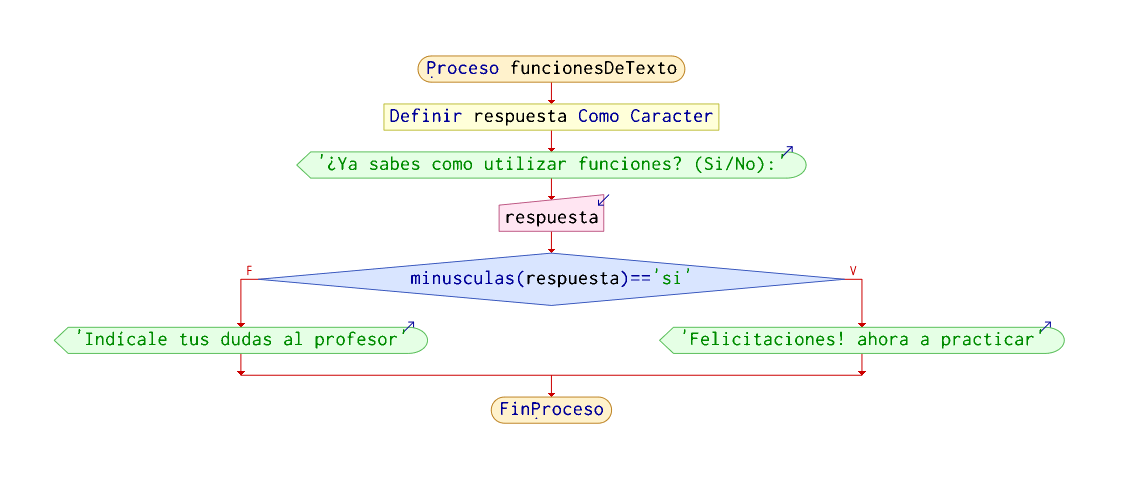 Proceso funcionesDeTexto
Definir respuesta Como Caracter
'¿Ya sabes como utilizar funciones? (Si/No):'
respuesta
F
V
minusculas(respuesta)=='si'
'Indícale tus dudas al profesor'
'Felicitaciones! ahora a practicar'
FinProceso